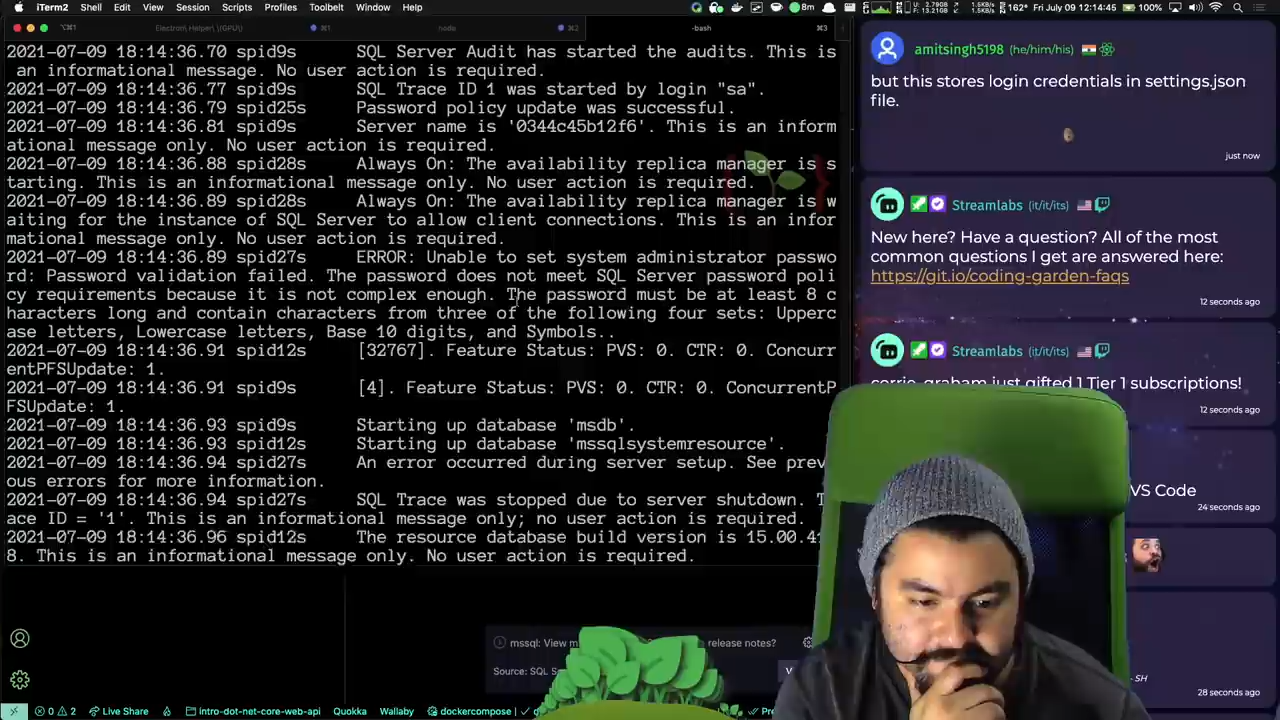 iTerm2 Shell Edit View Session Scripts Profiles Toolbelt Window Help
8m
162° Fri July 09 12:14:45
100%
⌥⌘1
Electron\ Helper\ \(GPU\)
⌘1
node
⌘2
-bash
⌘3
2021-07-09 18:14:36.70 spid9s SQL Server Audit has started the audits. This is
an informational message. No user action is required.
2021-07-09 18:14:36.77 spid9s SQL Trace ID 1 was started by login "sa".
2021-07-09 18:14:36.79 spid25s Password policy update was successful.
2021-07-09 18:14:36.81 spid9s Server name is '0344c45b12f6'. This is an inform
ational message only. No user action is required.
2021-07-09 18:14:36.88 spid28s Always On: The availability replica manager is s
tarting. This is an informational message only. No user action is required.
2021-07-09 18:14:36.89 spid28s Always On: The availability replica manager is w
aiting for the instance of SQL Server to allow client connections. This is an infor
mational message only. No user action is required.
2021-07-09 18:14:36.89 spid27s ERROR: Unable to set system administrator passwo
rd: Password validation failed. The password does not meet SQL Server password poli
cy requirements because it is not complex enough. The password must be at least 8 c
haracters long and contain characters from three of the following four sets: Upperc
ase letters, Lowercase letters, Base 10 digits, and Symbols..
2021-07-09 18:14:36.91 spid12s [32767]. Feature Status: PVS: 0. CTR: 0. Concurr
entPFSUpdate: 1.
2021-07-09 18:14:36.91 spid9s [4]. Feature Status: PVS: 0. CTR: 0. ConcurrentP
FSUpdate: 1.
2021-07-09 18:14:36.93 spid9s Starting up database 'msdb'.
2021-07-09 18:14:36.93 spid12s Starting up database 'mssqlsystemresource'.
2021-07-09 18:14:36.94 spid27s An error occurred during server setup. See prev
ous errors for more information.
2021-07-09 18:14:36.94 spid27s SQL Trace was stopped due to server shutdown. T
ace ID = '1'. This is an informational message only; no user action is required.
2021-07-09 18:14:36.96 spid12s The resource database build version is 15.00.41
8. This is an informational message only. No user action is required.
mssql: View m
release notes?
Source: SQL S
0 2 Live Share intro-dot-net-core-web-api Quokka Wallaby dockercompose
amitsingh5198 (he/him/his)
but this stores login credentials in settings.json
file.
just now
Streamlabs (it/it/its)
New here? Have a question? All of the most
common questions I get are answered here:
https://git.io/coding-garden-faqs
12 seconds ago
Streamlabs (it/it/its)
corrie_graham just gifted 1 Tier 1 subscriptions!
12 seconds ago
VS Code
24 seconds ago
- SH
28 seconds ago